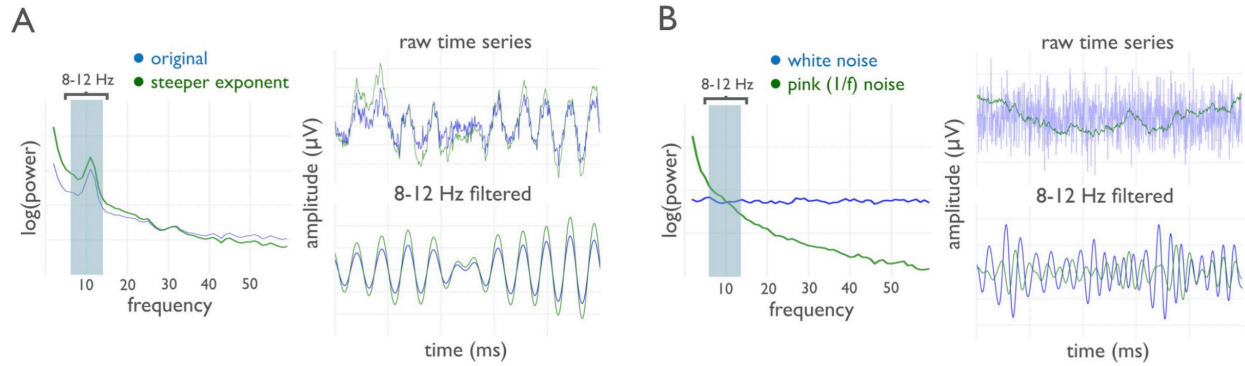 A
original
steeper exponent
8-12 Hz
log(power)
10 20 30 40 50
frequency
raw time series
amplitude (μV)
8-12 Hz filtered
time (ms)
B
white noise
pink (1/f) noise
8-12 Hz
log(power)
10 20 30 40 50
frequency
raw time series
amplitude (μV)
8-12 Hz filtered
time (ms)